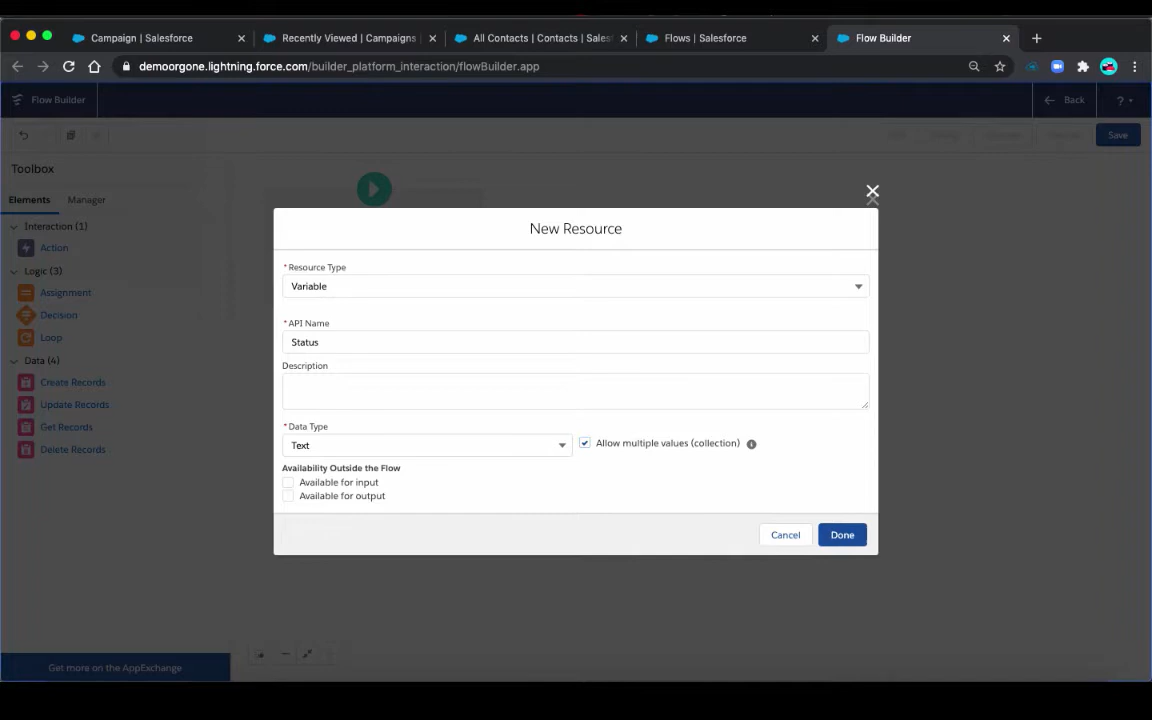 Campaign | Salesforce
Recently Viewed | Campaigns
All Contacts | Contacts | Sales
Flows | Salesforce
Flow Builder
demoorgone.lightning.force.com/builder_platform_interaction/flowBuilder.app
Flow Builder
Back
?
Save
Toolbox
Elements
Manager
Interaction (1)
Action
Logic (3)
Assignment
Decision
Loop
Data (4)
Create Records
Update Records
Get Records
Delete Records
Get more on the AppExchange
New Resource
* Resource Type
Variable
* API Name
Status
Description
* Data Type
Text
Allow multiple values (collection)
Availability Outside the Flow
Available for input
Available for output
Cancel
Done